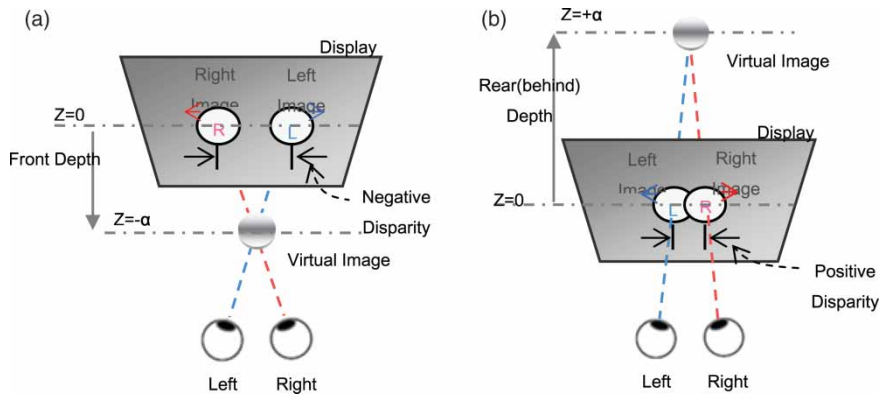 (a)
Display
Right
Image
Left
Image
Z=0
R
L
Front Depth
Negative
Disparity
Z=-α
Virtual Image
Left
Right
(b)
Z=+α
Virtual Image
Rear(behind)
Depth
Display
Left
Image
Right
Image
Z=0
L
R
Positive
Disparity
Left
Right